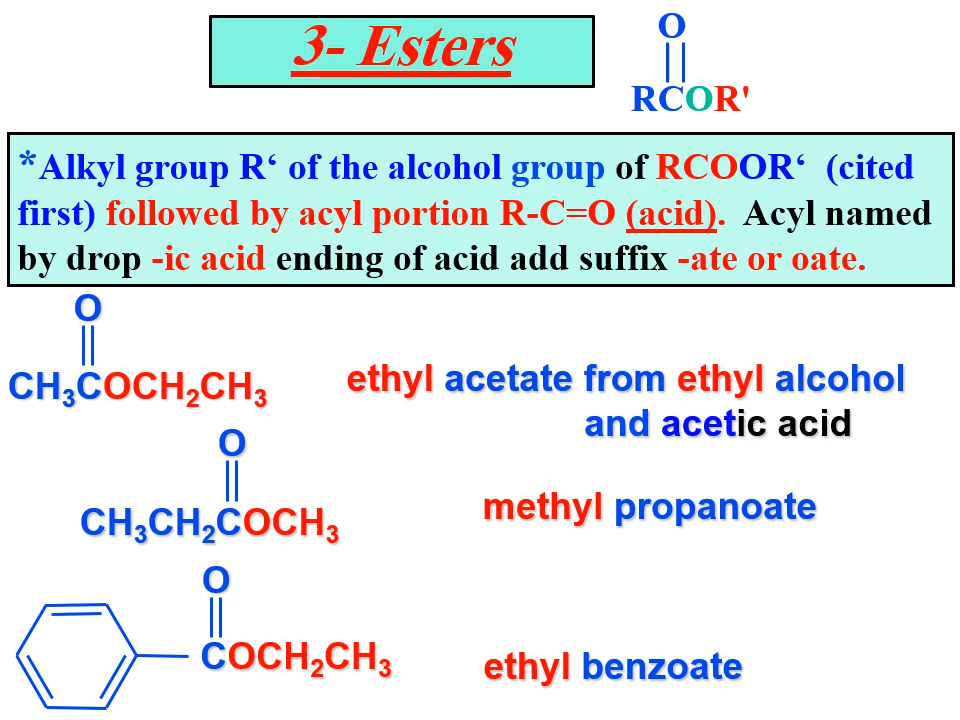 3- Esters
O
RCOR'
*Alkyl group R‘ of the alcohol group of RCOOR‘ (cited
first) followed by acyl portion R-C=O (acid). Acyl named
by drop -ic acid ending of acid add suffix -ate or oate.
O
CH₃COCH₂CH₃
ethyl acetate from ethyl alcohol
and acetic acid
O
CH₃CH₂COCH₃
methyl propanoate
O
COCH₂CH₃
ethyl benzoate